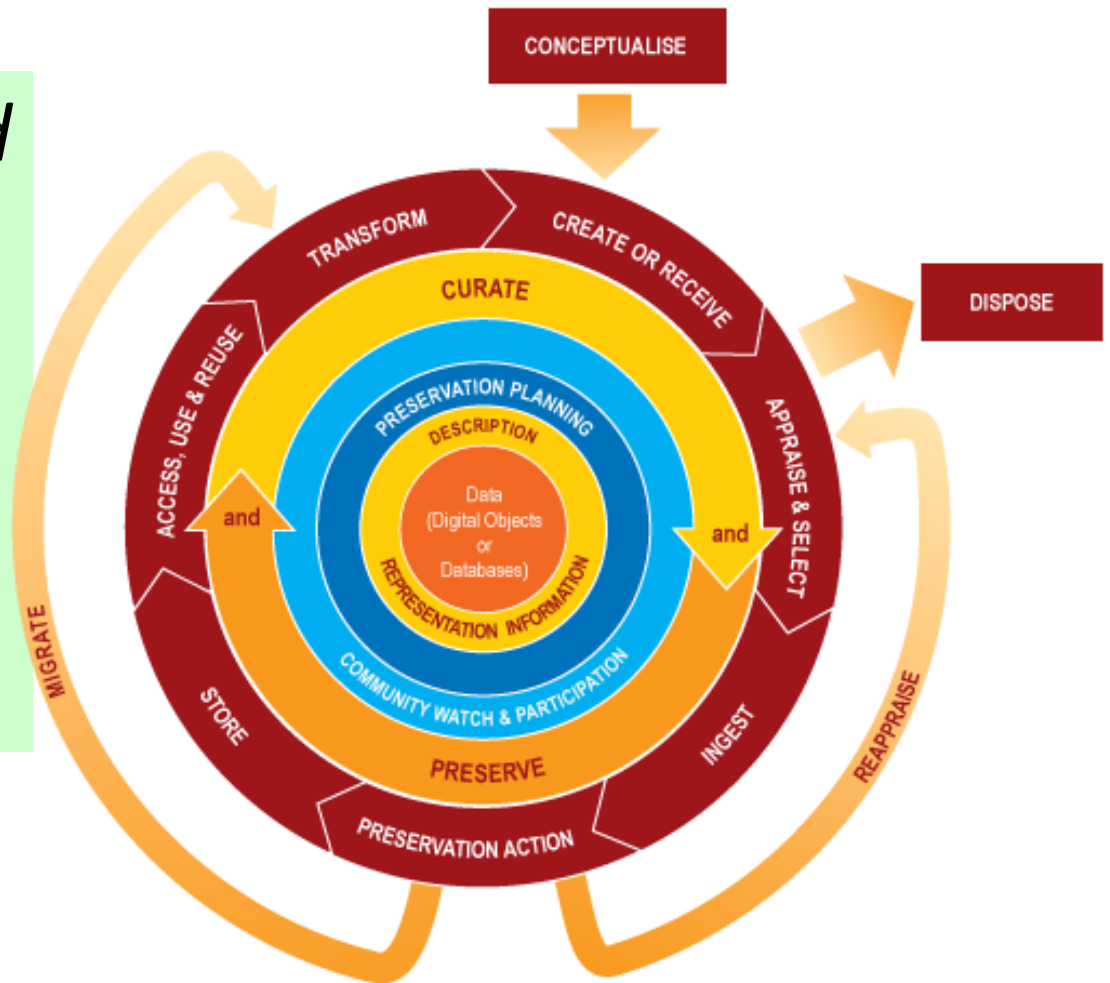 CONCEPTUALISE
d
TRANSFORM
CREATE OR RECEIVE
DISPOSE
CURATE
ACCESS, USE & REUSE
APPRAISE & SELECT
PRESERVATION PLANNING
DESCRIPTION
Data
(Digital Objects
or
Databases)
and
and
REPRESENTATION INFORMATION
COMMUNITY WATCH & PARTICIPATION
MIGRATE
STORE
INGEST
REAPPRAISE
PRESERVE
PRESERVATION ACTION